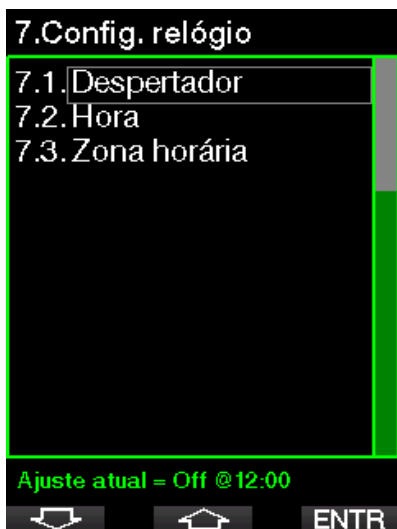 7.Config. relógio
7.1.Despertador
7.2.Hora
7.3.Zona horária
Ajuste atual = Off @12:00
ENTR